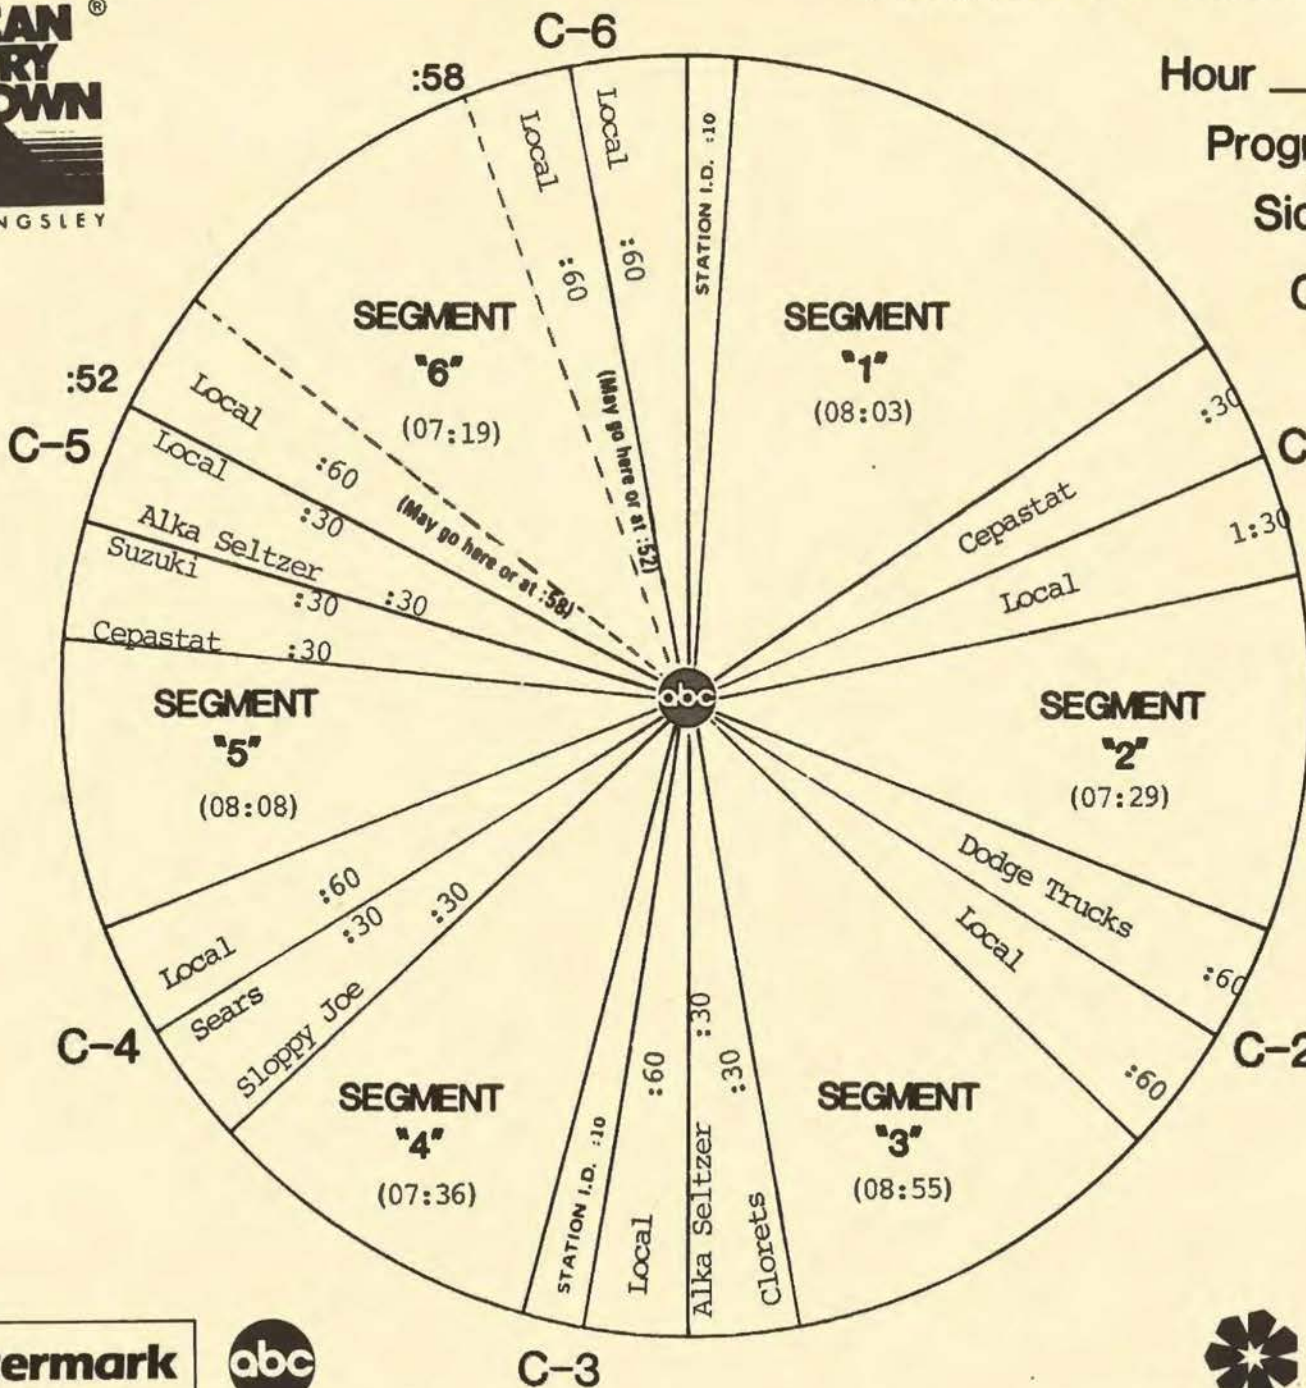 ®
NGSLEY
C-6
:58
Hour
Local
:60
Local
:60
(May go here or at :52)
STATION I.D. :10
SEGMENT
"1"
(08:03)
Cepastat
:30
Local
1:30
SEGMENT
"2"
(07:29)
Dodge Trucks
:60
C-2
Local
:60
SEGMENT
"3"
(08:55)
Clorets
:30
Alka Seltzer
:30
C-3
Local
:60
STATION I.D. :10
SEGMENT
"4"
(07:36)
Sloppy Joe
:30
Sears
:30
C-4
Local
:60
SEGMENT
"5"
(08:08)
Cepastat :30
Suzuki
:30
Alka Seltzer
:30
C-5
Local
:30
:52
Local
:60
(May go here or at :58)
SEGMENT
"6"
(07:19)
abc
ermark
abc